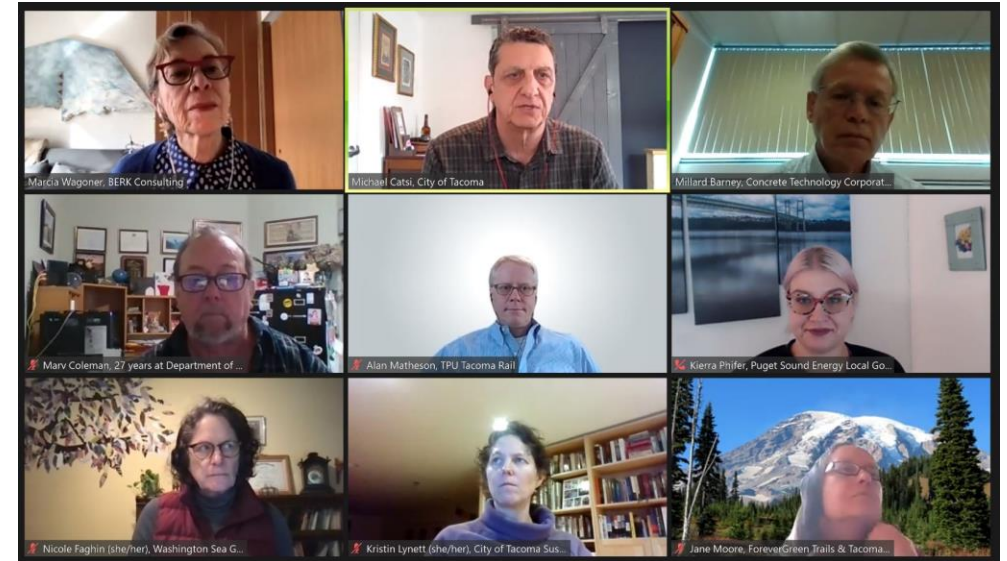 Marcia Wagoner, BERK Consulting
Michael Catsi, City of Tacoma
Millard Barney, Concrete Technology Corporat...
Marv Coleman, 27 years at Department of ...
Alan Matheson, TPU Tacoma Rail
Kierra Phifer, Puget Sound Energy Local Go...
Nicole Faghin (she/her), Washington Sea G...
Kristin Lynett (she/her), City of Tacoma Sus...
Jane Moore, ForeverGreen Trails & Tacoma...